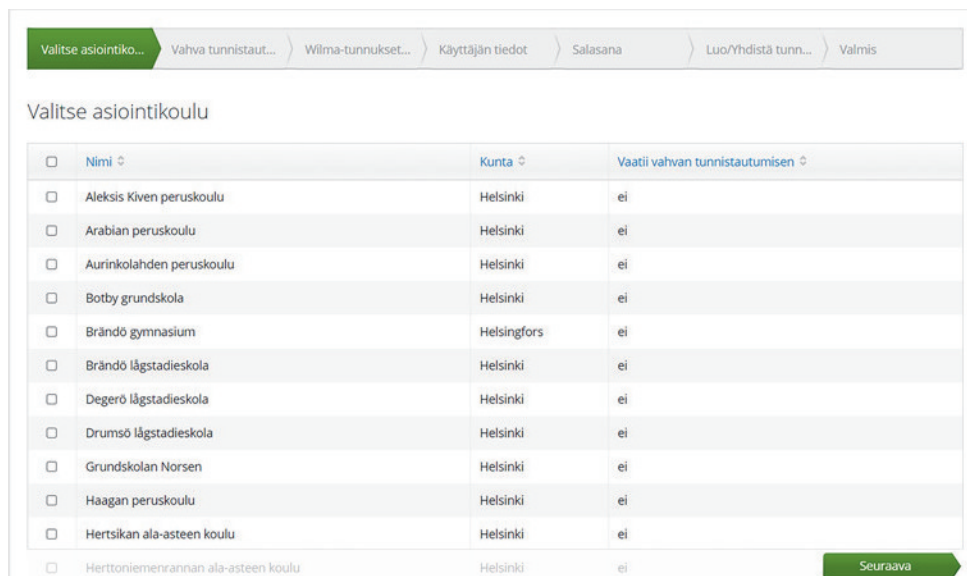 Valitse asiointiko... Vahva tunnistaut... Wilma-tunnukset... Käyttäjän tiedot Salasana Luo/Yhdistä tunn... Valmis
Valitse asiointikoulu
Nimi Kunta Vaatii vahvan tunnistautumisen
Aleksis Kiven peruskoulu Helsinki ei
Arabian peruskoulu Helsinki ei
Aurinkolahden peruskoulu Helsinki ei
Botby grundskola Helsinki ei
Brändö gymnasium Helsingfors ei
Brändö lågstadieskola Helsinki ei
Degerö lågstadieskola Helsinki ei
Drumsö lågstadieskola Helsinki ei
Grundskolan Norsen Helsinki ei
Haagan peruskoulu Helsinki ei
Hertsikan ala-asteen koulu Helsinki ei
Herttoniemenrannan ala-asteen koulu Helsinki ei Seuraava